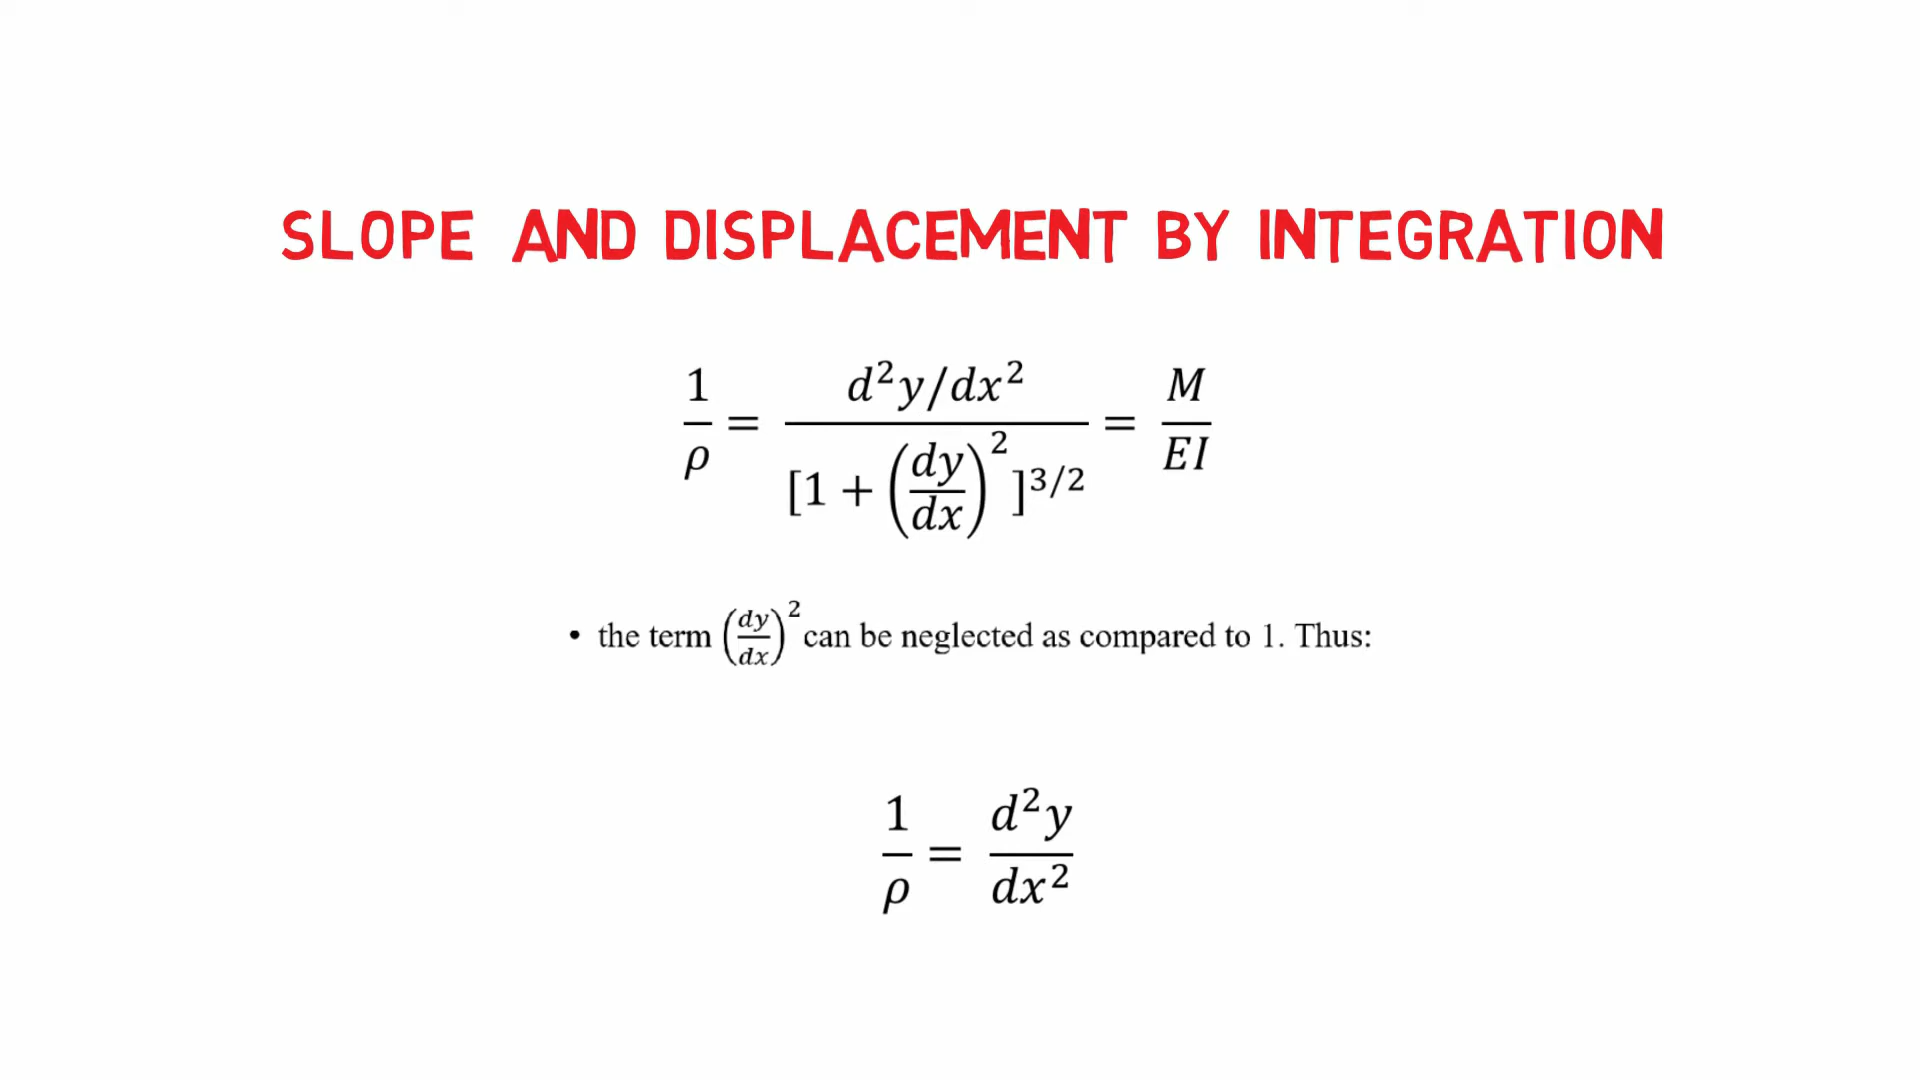 SLOPE AND DISPLACEMENT BY INTEGRATION
1/ρ = (d²y/dx²)/[1 + (dy/dx)²]^3/2 = M/EI
• the term (dy/dx)² can be neglected as compared to 1. Thus:
1/ρ = d²y/dx²